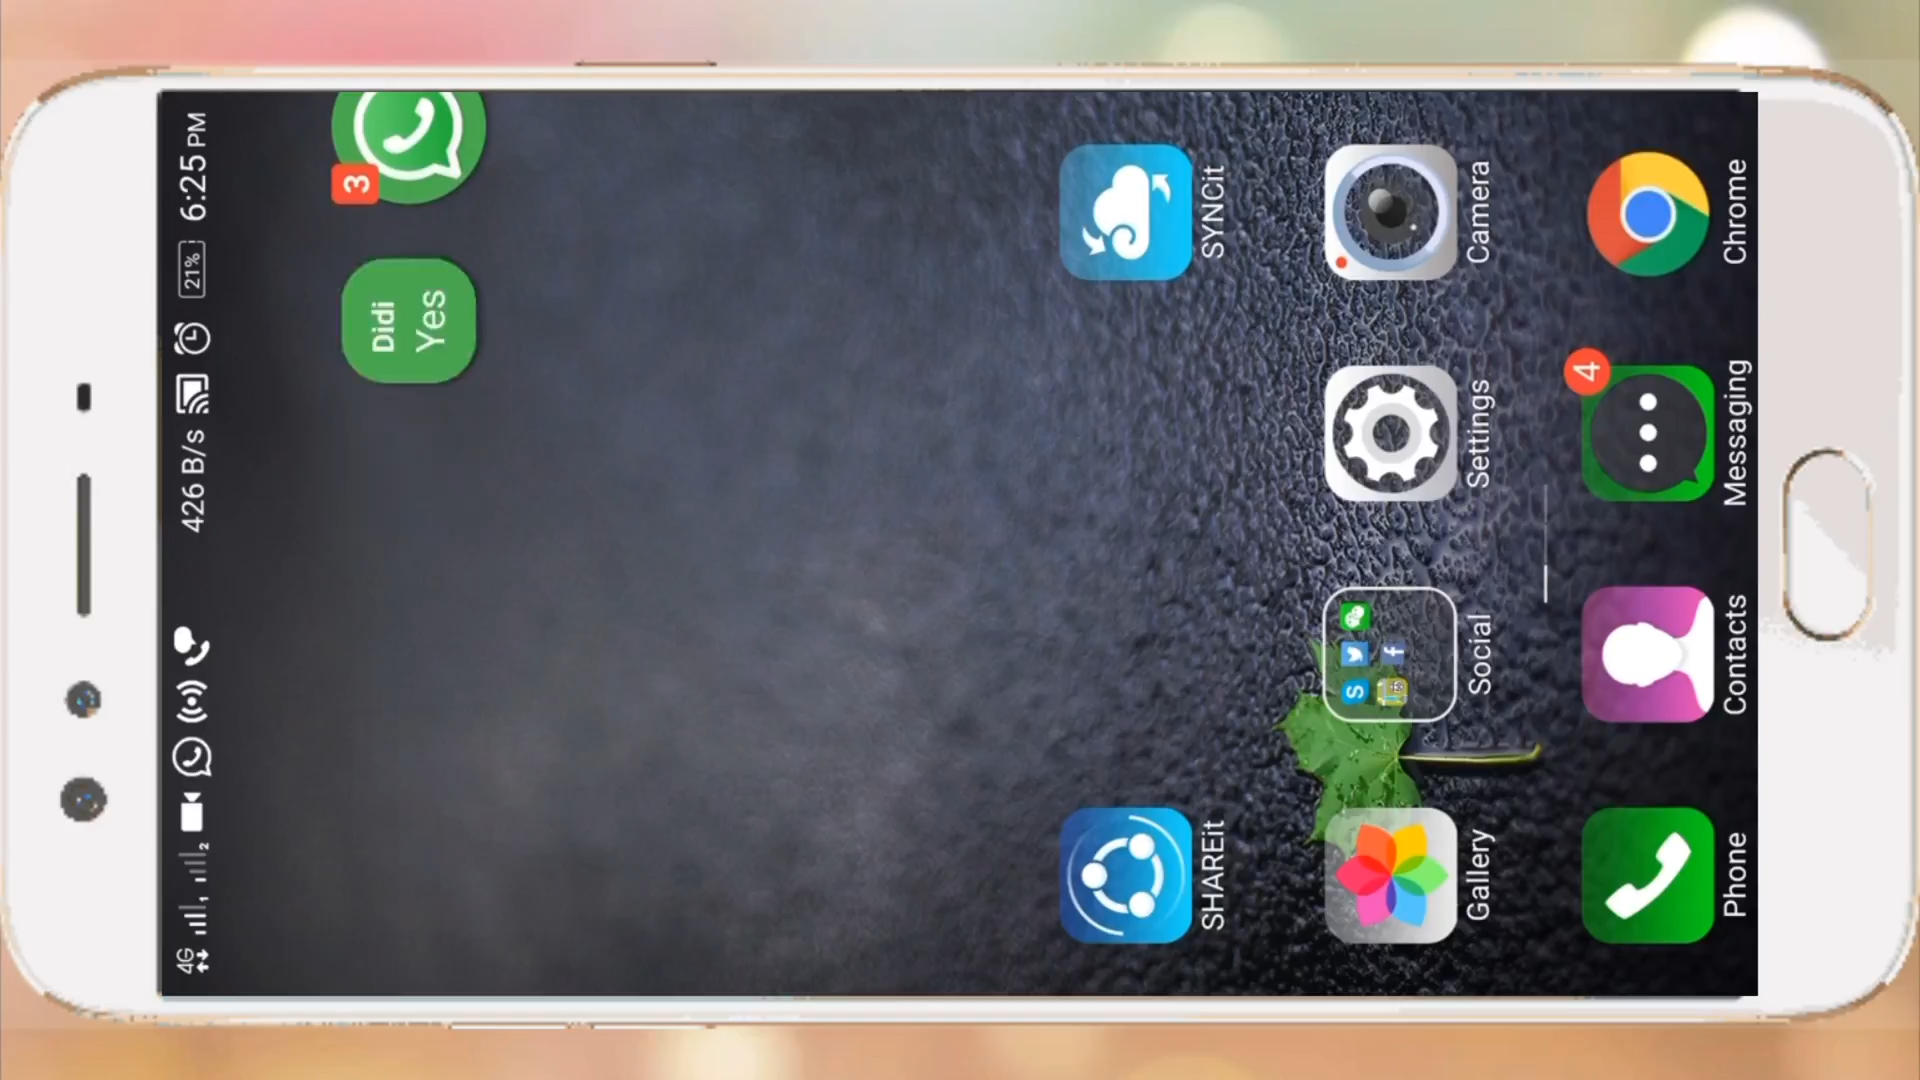 4G 2 426 B/s 21% 6:25 PM
3
Didi
Yes
SHAREit SYNCit
Gallery Social Settings Camera
4
Phone Contacts Messaging Chrome